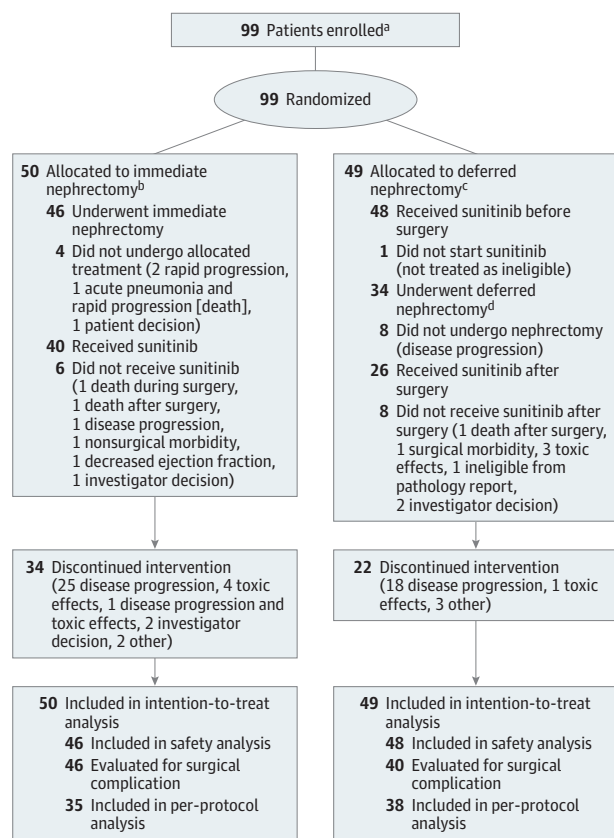 99 Patients enrolledᵃ
99 Randomized
50 Allocated to immediate
nephrectomyᵇ
46 Underwent immediate
nephrectomy
4 Did not undergo allocated
treatment (2 rapid progression,
1 acute pneumonia and
rapid progression [death],
1 patient decision)
40 Received sunitinib
6 Did not receive sunitinib
(1 death during surgery,
1 death after surgery,
1 disease progression,
1 nonsurgical morbidity,
1 decreased ejection fraction,
1 investigator decision)
49 Allocated to deferred
nephrectomyᶜ
48 Received sunitinib before
surgery
1 Did not start sunitinib
(not treated as ineligible)
34 Underwent deferred
nephrectomyᵈ
8 Did not undergo nephrectomy
(disease progression)
26 Received sunitinib after
surgery
8 Did not receive sunitinib after
surgery (1 death after surgery,
1 surgical morbidity, 3 toxic
effects, 1 ineligible from
pathology report,
2 investigator decision)
34 Discontinued intervention
(25 disease progression, 4 toxic
effects, 1 disease progression and
toxic effects, 2 investigator
decision, 2 other)
22 Discontinued intervention
(18 disease progression, 1 toxic
effects, 3 other)
50 Included in intention-to-treat
analysis
46 Included in safety analysis
46 Evaluated for surgical
complication
35 Included in per-protocol
analysis
49 Included in intention-to-treat
analysis
48 Included in safety analysis
40 Evaluated for surgical
complication
38 Included in per-protocol
analysis